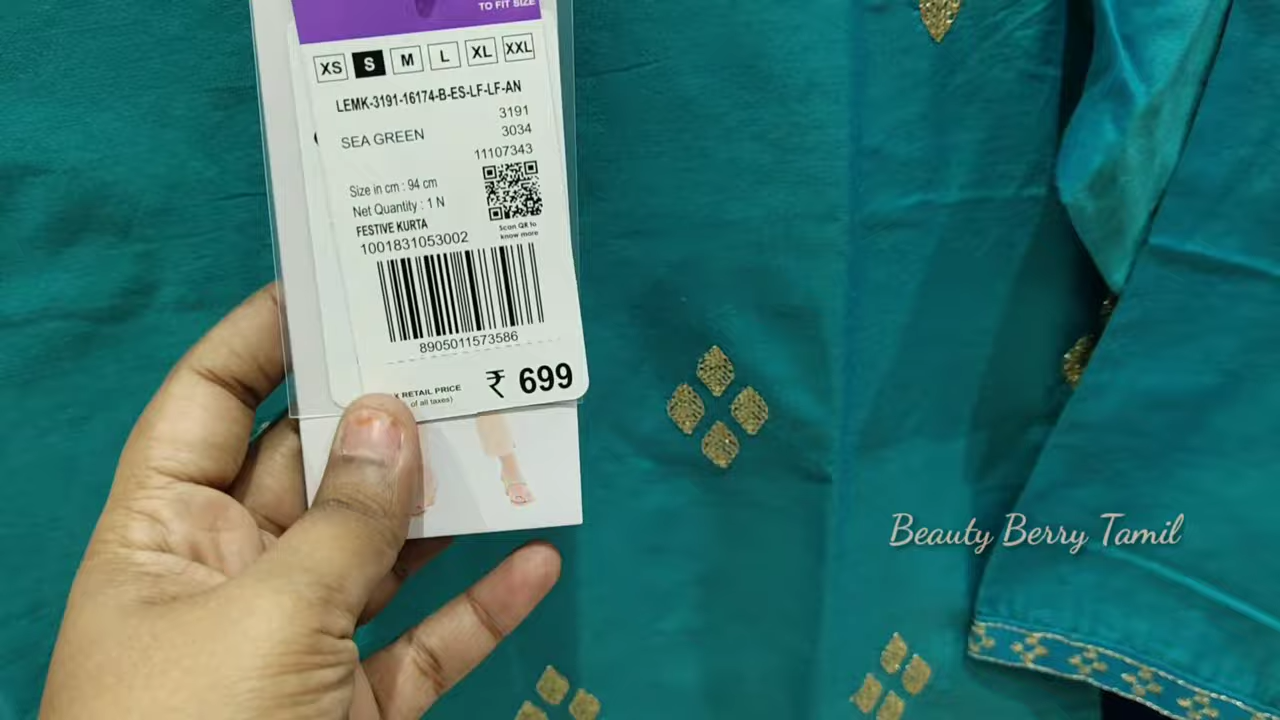 TO FIT SIZE
XS S M L XL XXL
LEMK-3191-16174-B-ES-LF-LF-AN
3191
SEA GREEN 3034
11107343
Size in cm : 94 cm
Net Quantity : 1 N
FESTIVE KURTA
Scan QR to
know more
1001831053002
8905011573586
RETAIL PRICE
of all taxes)
₹ 699
Beauty Berry Tamil